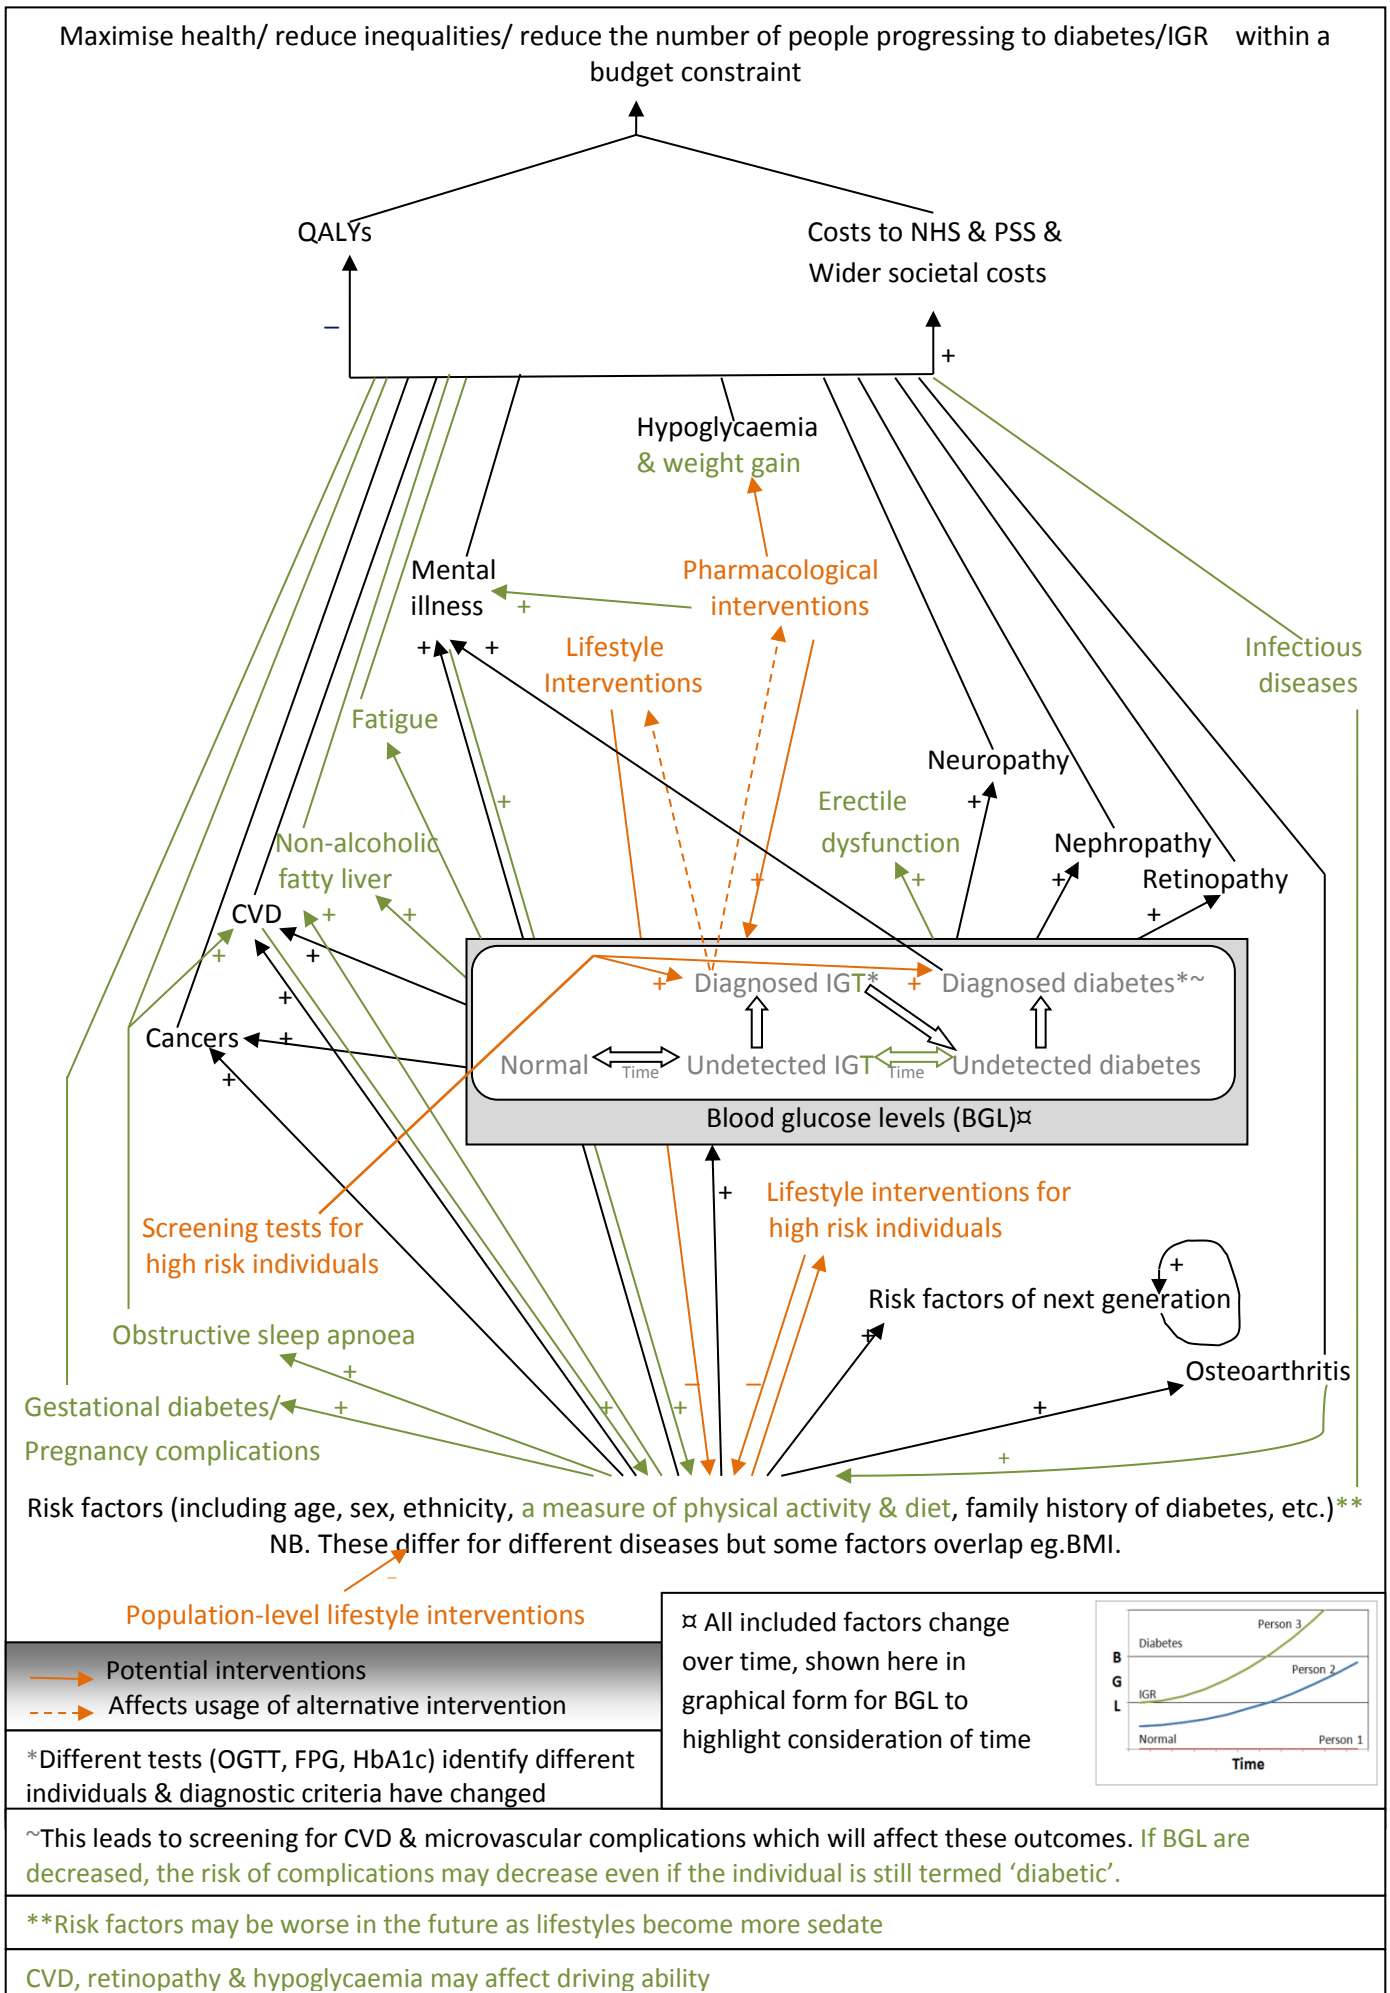 Maximise health/ reduce inequalities/ reduce the number of people progressing to diabetes/IGR within a
budget constraint
QALYs
Costs to NHS & PSS &
Wider societal costs
–
+
Hypoglycaemia
& weight gain
Mental
illness
+
Pharmacological
interventions
+
+
Lifestyle
Interventions
Infectious
diseases
Fatigue
Neuropathy
+
+
Erectile
dysfunction
Non-alcoholic
fatty liver
Nephropathy
Retinopathy
+
+
+
+
CVD
+
+
+
+
+
+
Diagnosed IGT*
+
Diagnosed diabetes*~
+
Cancers
+
+
Normal
Time
Undetected IGT
Time
Undetected diabetes
Blood glucose levels (BGL)¤
+
Lifestyle interventions for
high risk individuals
Screening tests for
high risk individuals
+
Risk factors of next generation
+
Obstructive sleep apnoea
+
Osteoarthritis
Gestational diabetes/
Pregnancy complications
+
+
+
–
–
+
+
Risk factors (including age, sex, ethnicity, a measure of physical activity & diet, family history of diabetes, etc.)**
NB. These differ for different diseases but some factors overlap eg.BMI.
–
Population-level lifestyle interventions
Potential interventions
Affects usage of alternative intervention
¤ All included factors change
over time, shown here in
graphical form for BGL to
highlight consideration of time
Person 3
Diabetes
B
Person 2
G
IGR
L
Normal
Person 1
Time
*Different tests (OGTT, FPG, HbA1c) identify different
individuals & diagnostic criteria have changed
~This leads to screening for CVD & microvascular complications which will affect these outcomes. If BGL are
decreased, the risk of complications may decrease even if the individual is still termed ‘diabetic’.
**Risk factors may be worse in the future as lifestyles become more sedate
CVD, retinopathy & hypoglycaemia may affect driving ability